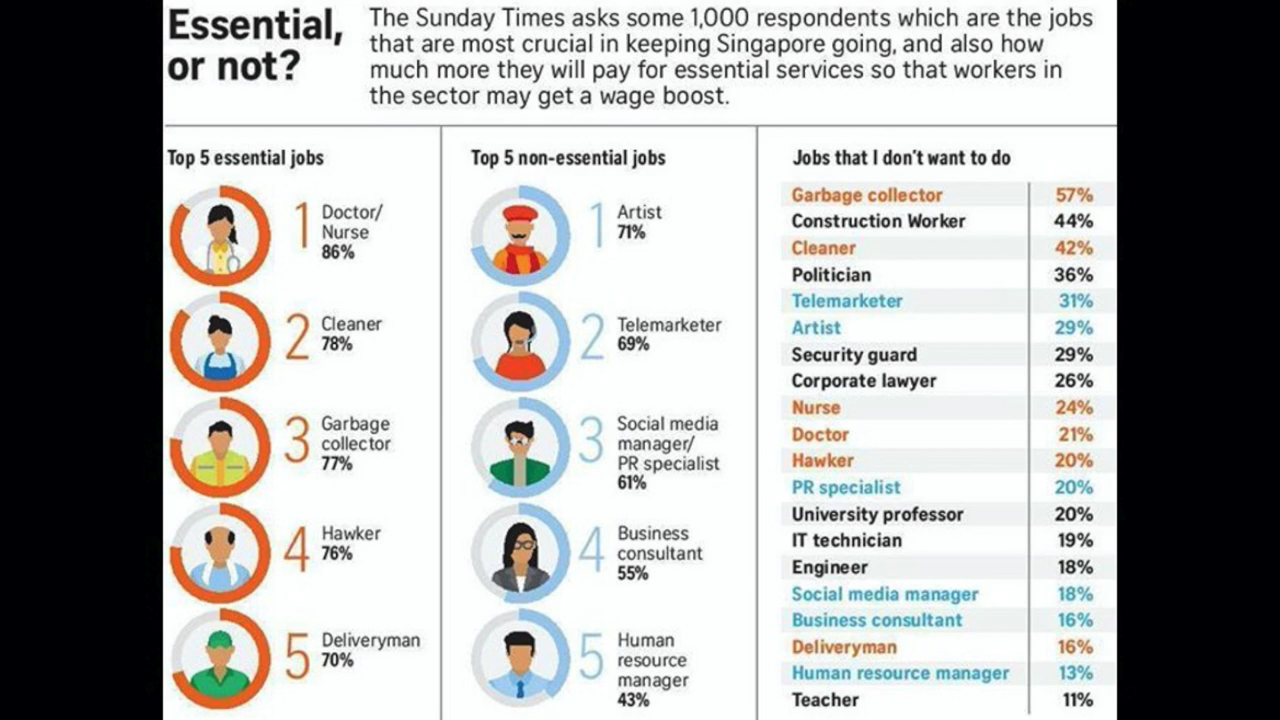 Essential,
or not?
The Sunday Times asks some 1,000 respondents which are the jobs
that are most crucial in keeping Singapore going, and also how
much more they will pay for essential services so that workers in
the sector may get a wage boost.
Top 5 essential jobs
1 Doctor/
Nurse
86%
2 Cleaner
78%
3 Garbage
collector
77%
4 Hawker
76%
5 Deliveryman
70%
Top 5 non-essential jobs
1 Artist
71%
2 Telemarketer
69%
3 Social media
manager/
PR specialist
61%
4 Business
consultant
55%
5 Human
resource
manager
43%
Jobs that I don't want to do
Garbage collector 57%
Construction Worker 44%
Cleaner 42%
Politician 36%
Telemarketer 31%
Artist 29%
Security guard 29%
Corporate lawyer 26%
Nurse 24%
Doctor 21%
Hawker 20%
PR specialist 20%
University professor 20%
IT technician 19%
Engineer 18%
Social media manager 18%
Business consultant 16%
Deliveryman 16%
Human resource manager 13%
Teacher 11%